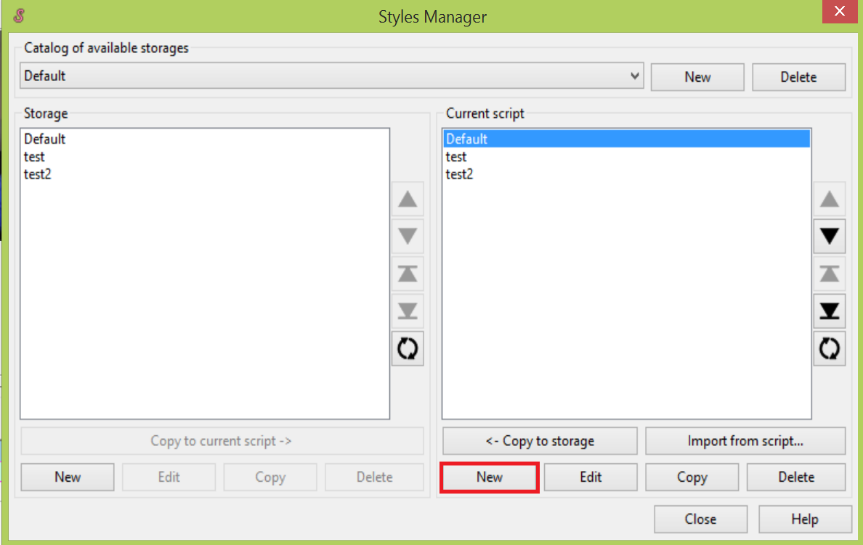 Styles Manager
Catalog of available storages
Default
New
Delete
Storage
Default
test
test2
Copy to current script ->
New
Edit
Copy
Delete
Current script
Default
test
test2
<- Copy to storage
Import from script...
New
Edit
Copy
Delete
Close
Help